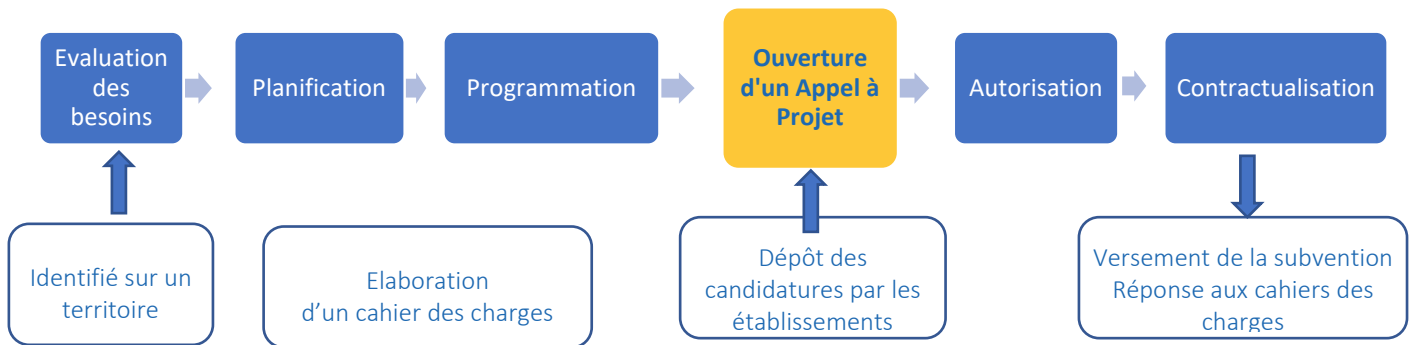 Evaluation
des
besoins
Planification
Programmation
Ouverture
d'un Appel à
Projet
Autorisation
Contractualisation
Identifié sur un
territoire
Elaboration
d’un cahier des charges
Dépôt des
candidatures par les
établissements
Versement de la subvention
Réponse aux cahiers des
charges